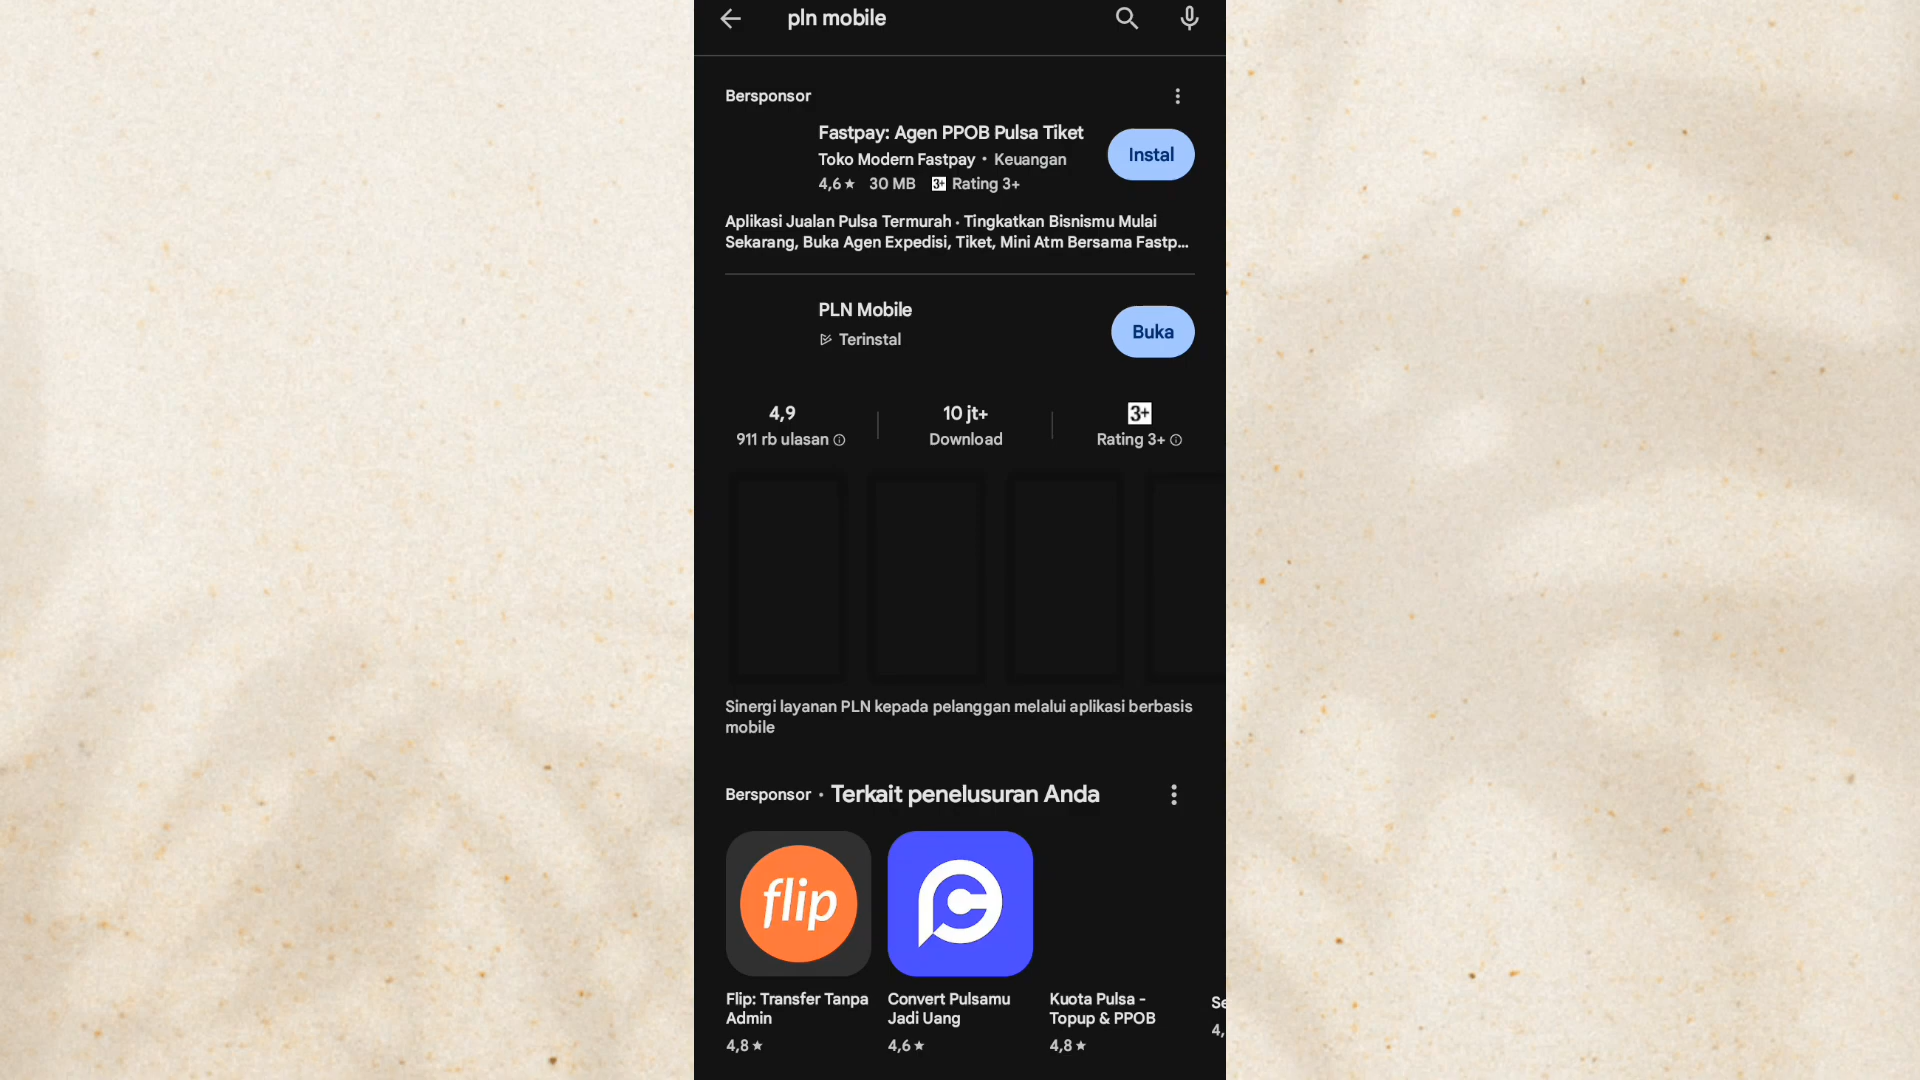 pln mobile
Bersponsor
Fastpay: Agen PPOB Pulsa Tiket
Toko Modern Fastpay • Keuangan
4,6★ 30 MB 3+ Rating 3+
Instal
Aplikasi Jualan Pulsa Termurah · Tingkatkan Bisnismu Mulai
Sekarang, Buka Agen Expedisi, Tiket, Mini Atm Bersama Fastp...
PLN Mobile
Terinstal
Buka
4,9
911 rb ulasan
10 jt+
Download
3+
Rating 3+
Sinergi layanan PLN kepada pelanggan melalui aplikasi berbasis
mobile
Bersponsor • Terkait penelusuran Anda
flip
Flip: Transfer Tanpa
Admin
4,8★
Convert Pulsamu
Jadi Uang
4,6★
Kuota Pulsa -
Topup & PPOB
4,8★
Se
4,